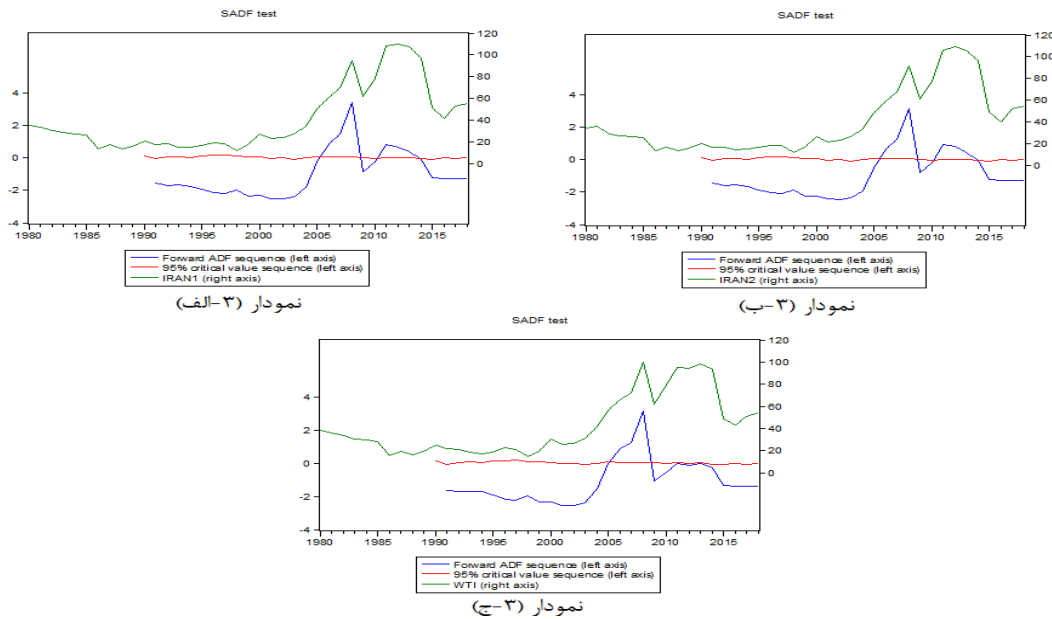 SADF test
120
100
80
60
40
20
0
4
2
0
-2
-4
1980 1985 1990 1995 2000 2005 2010 2015
Forward ADF sequence (left axis)
95% critical value sequence (left axis)
IRAN1 (right axis)
نمودار (۳-الف)
SADF test
120
100
80
60
40
20
0
4
2
0
-2
-4
1980 1985 1990 1995 2000 2005 2010 2015
Forward ADF sequence (left axis)
95% critical value sequence (left axis)
IRAN2 (right axis)
نمودار (۳-ب)
SADF test
120
100
80
60
40
20
0
4
2
0
-2
-4
1980 1985 1990 1995 2000 2005 2010 2015
Forward ADF sequence (left axis)
95% critical value sequence (left axis)
WTI (right axis)
نمودار (۳-ج)